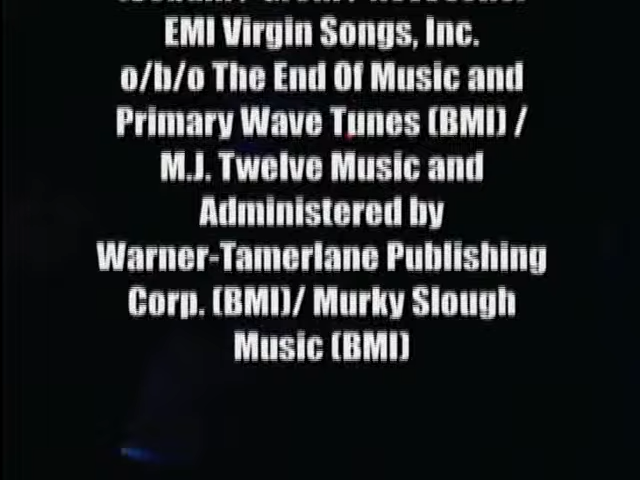 EMI Virgin Songs, Inc.
o/b/o The End Of Music and
Primary Wave Tunes (BMI) /
M.J. Twelve Music and
Administered by
Warner-Tamerlane Publishing
Corp. (BMI)/ Murky Slough
Music (BMI)